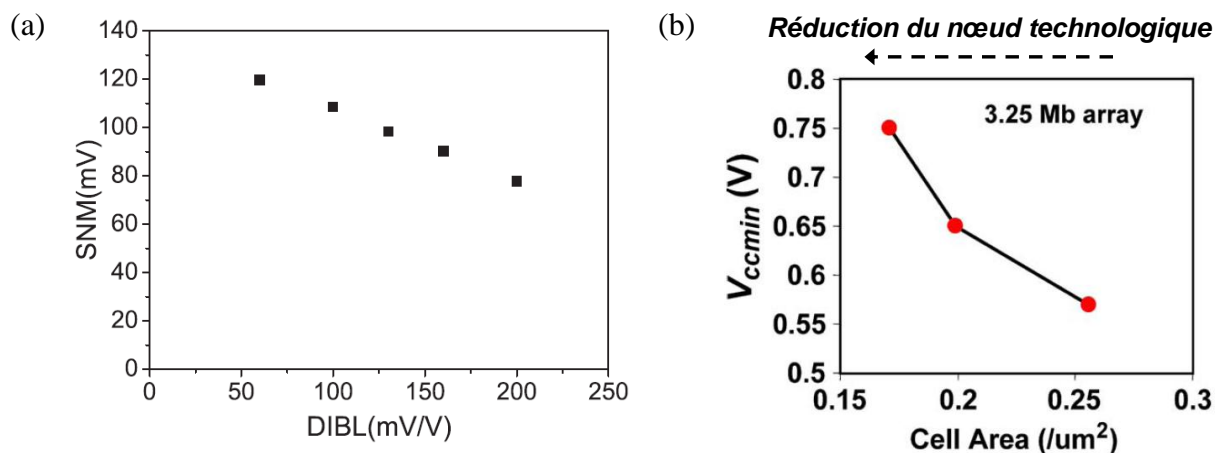 (a)
140
120
100
80
60
40
20
0
SNM(mV)
0 50 100 150 200 250
DIBL(mV/V)
(b)
Réduction du nœud technologique
0.8
0.75
0.7
0.65
0.6
0.55
0.5
Vccmin (V)
3.25 Mb array
0.15 0.2 0.25 0.3
Cell Area (/um²)